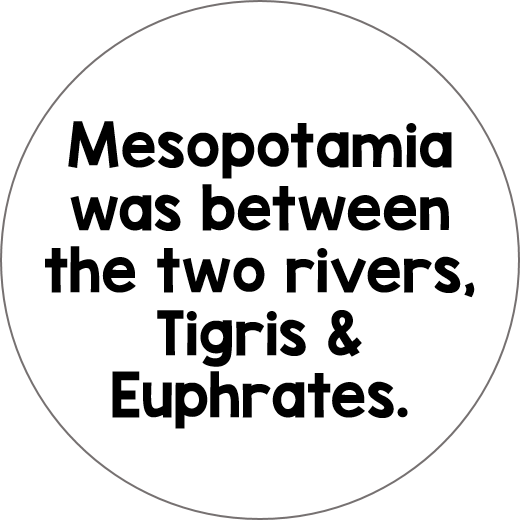 Mesopotamia
was between
the two rivers,
Tigris &
Euphrates.